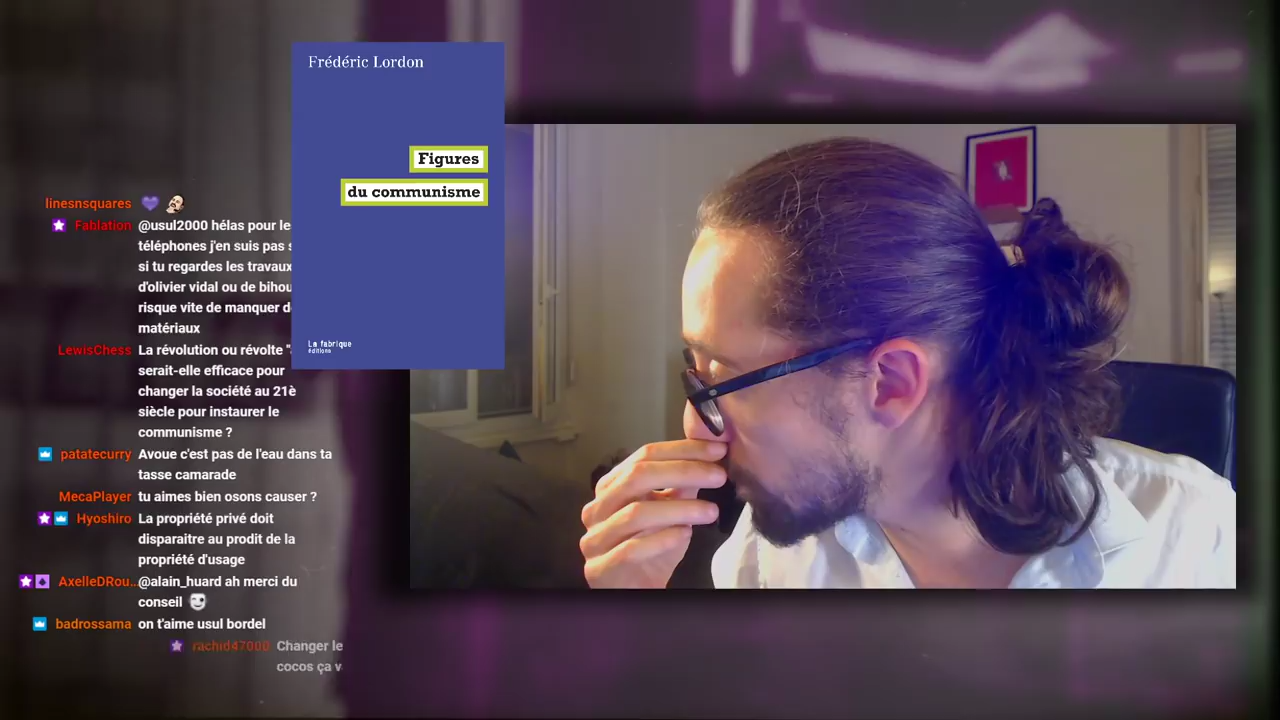 Frédéric Lordon
Figures
du communisme
La fabrique
éditions
linesnsquares
Fablation @usul2000 hélas pour le
téléphones j'en suis pas
si tu regardes les travaux
d'olivier vidal ou de bihou
risque vite de manquer d
matériaux
LewisChess La révolution ou révolte "
serait-elle efficace pour
changer la société au 21è
siècle pour instaurer le
communisme ?
patatecurry Avoue c'est pas de l'eau dans ta
tasse camarade
MecaPlayer tu aimes bien osons causer ?
Hyoshiro La propriété privé doit
disparaitre au prodit de la
propriété d'usage
AxelleDRou... @alain_huard ah merci du
conseil
badrossama on t'aime usul bordel
rachid47000 Changer le
cocos ça v